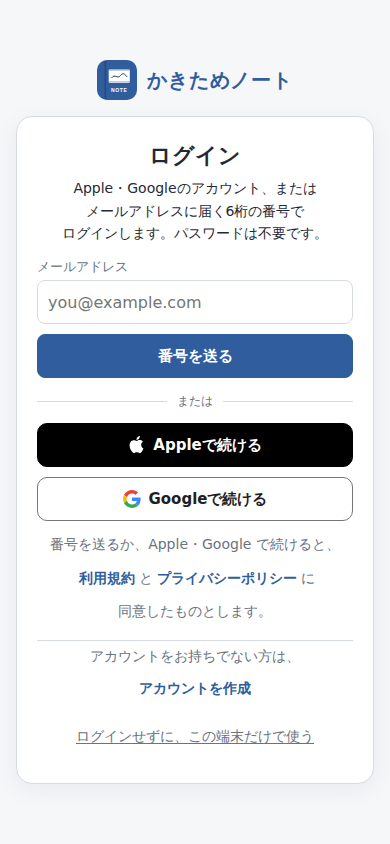 NOTE
かきためノート
ログイン
Apple・Googleのアカウント、または
メールアドレスに届く6桁の番号で
ログインします。パスワードは不要です。
メールアドレス
you@example.com
番号を送る
または
Appleで続ける
Googleで続ける
番号を送るか、Apple・Google で続けると、
利用規約 と プライバシーポリシー に
同意したものとします。
アカウントをお持ちでない方は、
アカウントを作成
ログインせずに、この端末だけで使う